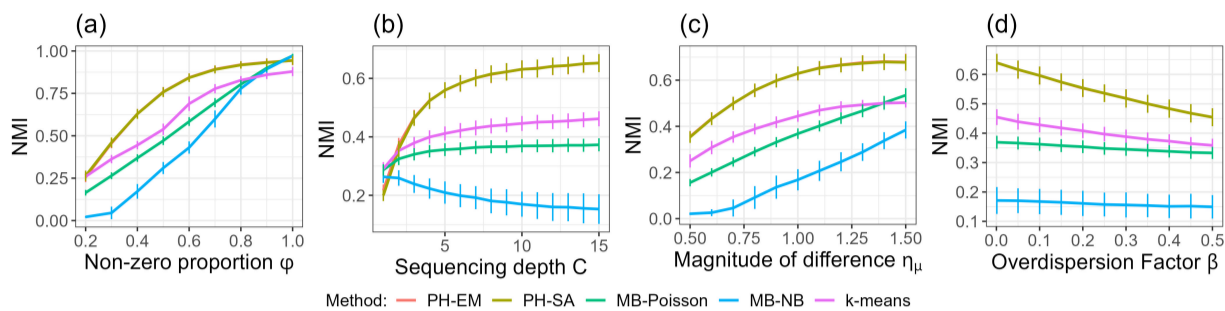 (a)
NMI
1.00
0.75
0.50
0.25
0.00
0.2 0.4 0.6 0.8 1.0
Non-zero proportion φ
(b)
NMI
0.6
0.4
0.2
5 10 15
Sequencing depth C
(c)
NMI
0.6
0.4
0.2
0.0
0.50 0.75 1.00 1.25 1.50
Magnitude of difference ημ
(d)
NMI
0.6
0.5
0.4
0.3
0.2
0.1
0.0 0.1 0.2 0.3 0.4 0.5
Overdispersion Factor β
Method: PH-EM PH-SA MB-Poisson MB-NB k-means